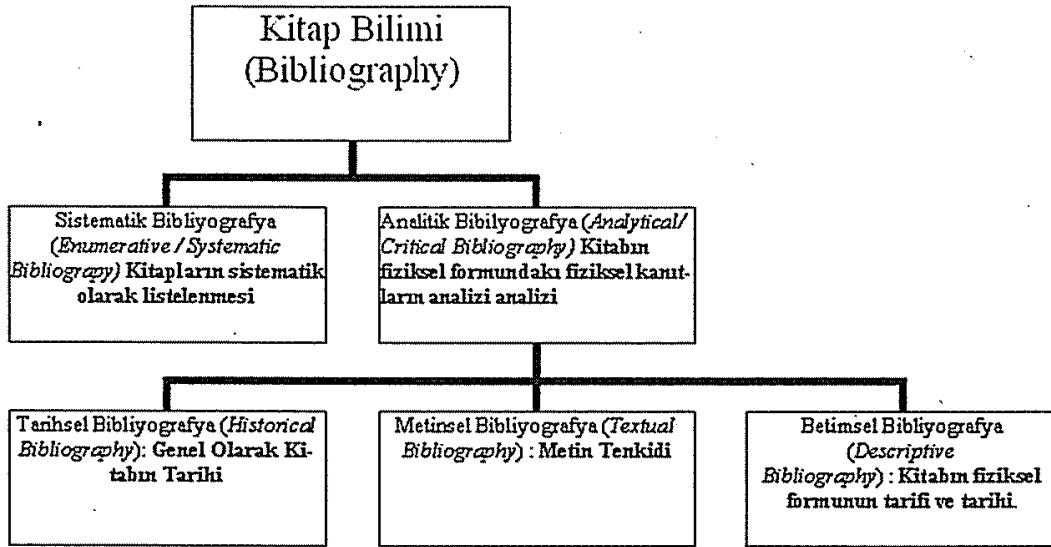 Kitap Bilimi
(Bibliography)
Sistematik Bibliyografya
(Enumerative / Systematic
Bibliograpy) Kitapların sistematik
olarak listelenmesi
Analitik Bibilyografya (Analytical/
Critical Bibliography) Kitabın
fiziksel formundakı fiziksel kanıt-
ların analizi analizi
Tarihsel Bibliyografya (Historical
Bibliography): Genel Olarak Ki-
tabın Tarihi
Metinsel Bibliyografya (Textual
Bibliography) : Metin Tenkidi
Betimsel Bibliyografya
(Descriptive
Bibliography) : Kitabın fiziksel
formunun tarifi ve tarihi.